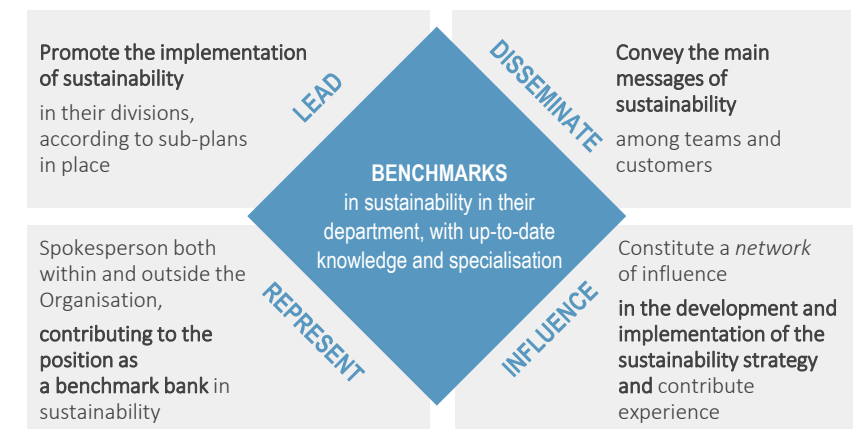 Promote the implementation
of sustainability
in their divisions,
according to sub-plans
in place
LEAD
DISSEMINATE
Convey the main
messages of
sustainability
among teams and
customers
BENCHMARKS
in sustainability in their
department, with up-to-date
knowledge and specialisation
Spokesperson both
within and outside the
Organisation,
contributing to the
position as
a benchmark bank in
sustainability
REPRESENT
INFLUENCE
Constitute a network
of influence
in the development and
implementation of the
sustainability strategy
and contribute
experience